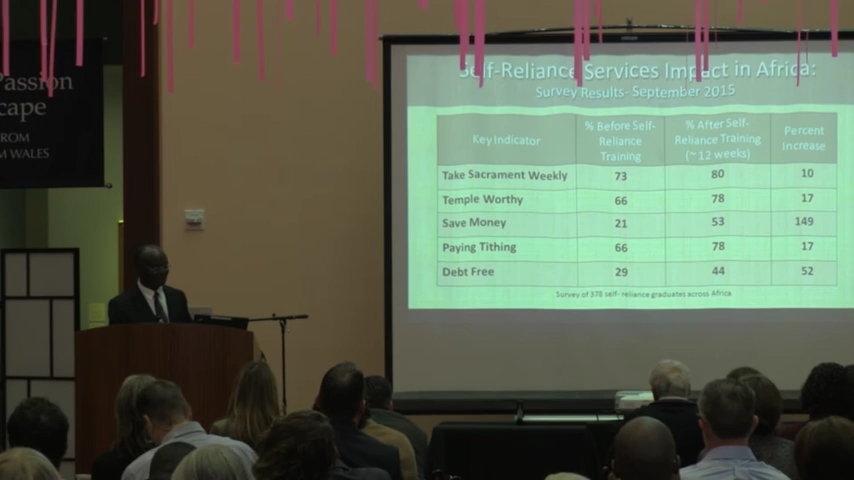 Passion
cape
FROM
M WALES
Self-Reliance Services Impact in Africa:
Survey Results- September 2015
Key Indicator
% Before Self-
Reliance
Training
% After Self-
Reliance Training
(~ 12 weeks)
Percent
Increase
Take Sacrament Weekly 73 80 10
Temple Worthy 66 78 17
Save Money 21 53 149
Paying Tithing 66 78 17
Debt Free 29 44 52
Survey of 378 self- reliance graduates across Africa